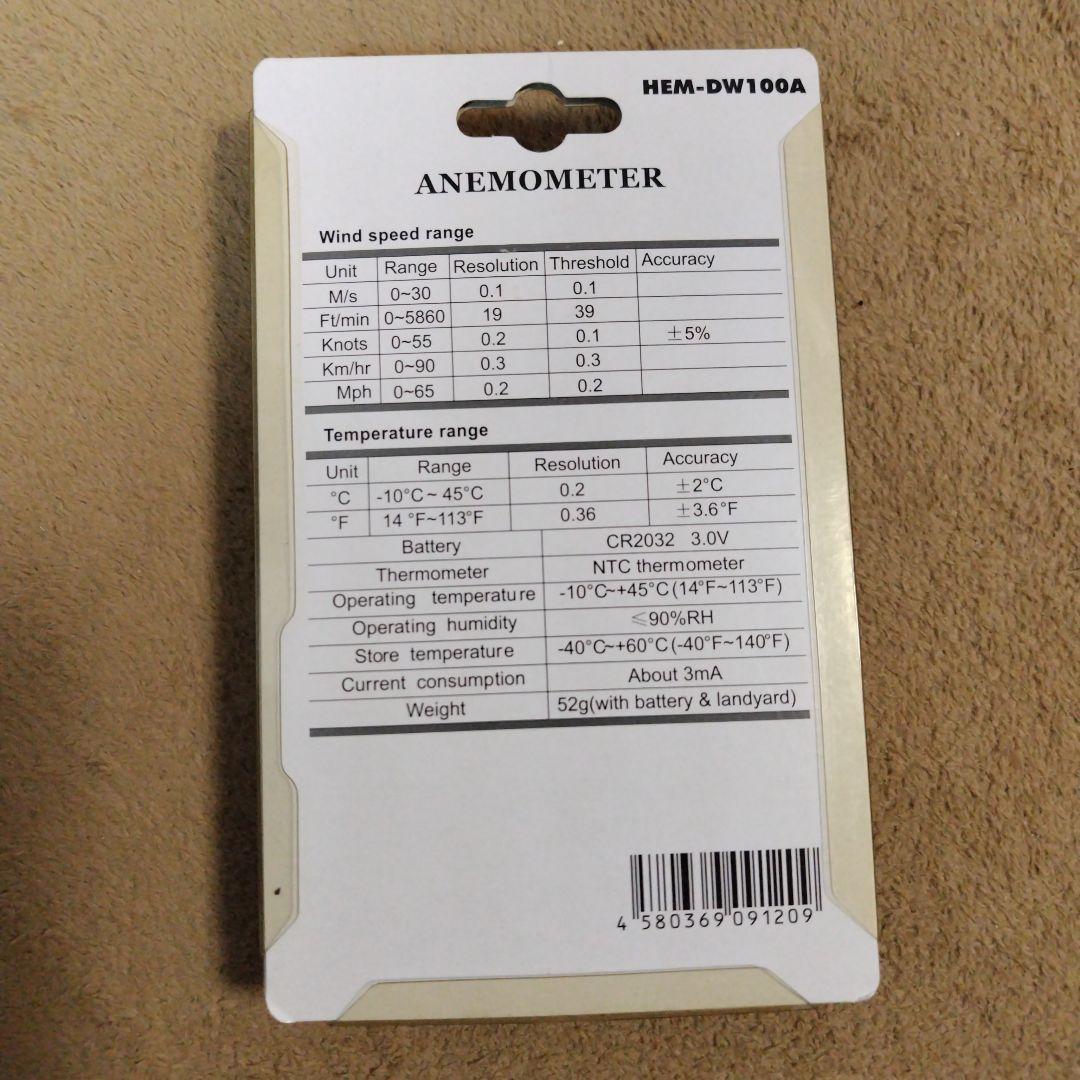 HEM-DW100A
ANEMOMETER
Wind speed range
Unit Range Resolution Threshold Accuracy
M/s 0~30 0.1 0.1
Ft/min 0~5860 19 39
Knots 0~55 0.2 0.1 ±5%
Km/hr 0~90 0.3 0.3
Mph 0~65 0.2 0.2
Temperature range
Unit Range Resolution Accuracy
°C -10°C~ 45°C 0.2 ±2°C
°F 14 °F~113°F 0.36 ±3.6°F
Battery CR2032 3.0V
Thermometer NTC thermometer
Operating temperature -10°C~+45°C(14°F~113°F)
Operating humidity ≤90%RH
Store temperature -40°C~+60°C(-40°F~140°F)
Current consumption About 3mA
Weight 52g(with battery & landyard)
4 580369 091209